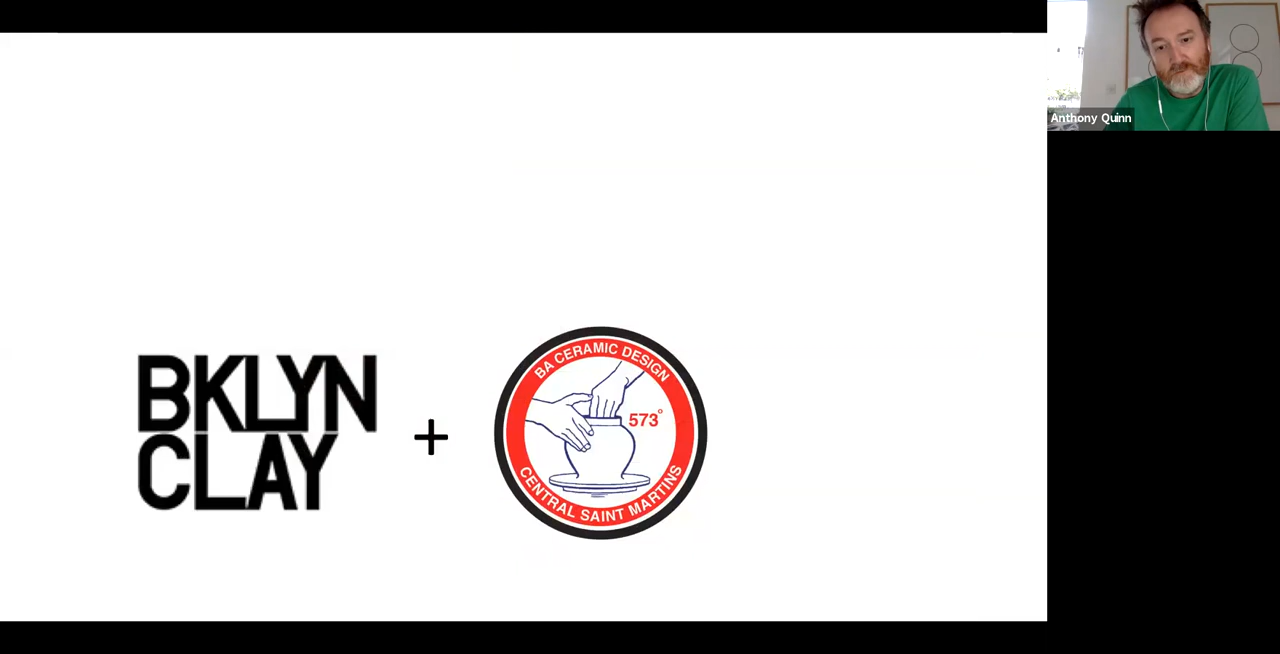 Anthony Quinn
BKLYN
CLAY
+
BA CERAMIC DESIGN
573°
CENTRAL SAINT MARTINS